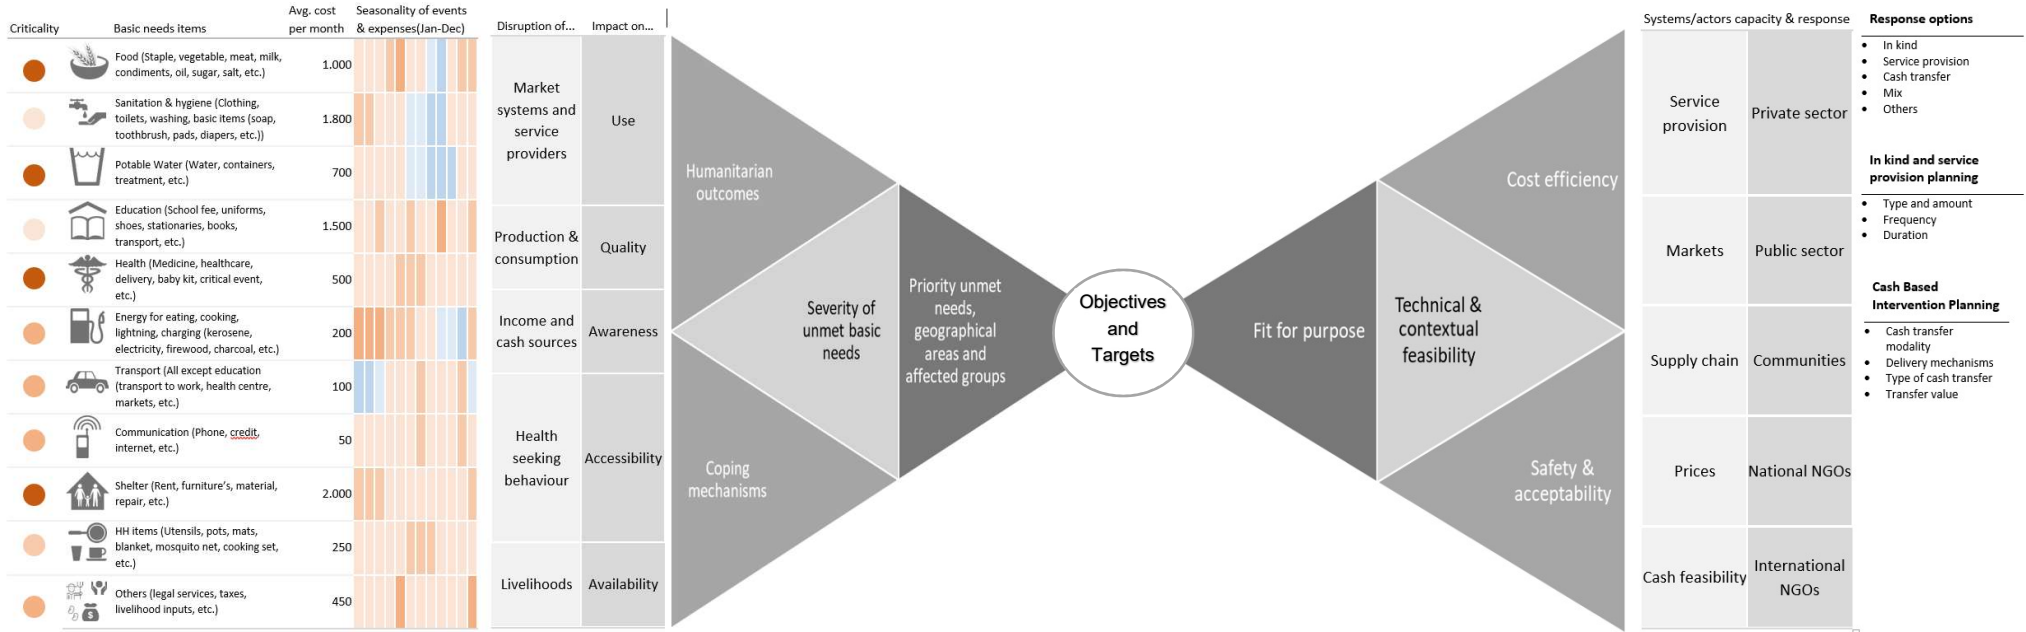 Criticality
Basic needs items
Avg. cost
per month
Seasonality of events
& expenses(Jan-Dec)
Food (Staple, vegetable, meat, milk,
condiments, oil, sugar, salt, etc.)
1.000
Sanitation & hygiene (Clothing,
toilets, washing, basic items (soap,
toothbrush, pads, diapers, etc.))
1.800
Potable Water (Water, containers,
treatment, etc.)
700
Education (School fee, uniforms,
shoes, stationaries, books,
transport, etc.)
1.500
Health (Medicine, healthcare,
delivery, baby kit, critical event,
etc.)
500
Energy for eating, cooking,
lightning, charging (kerosene,
electricity, firewood, charcoal, etc.)
200
Transport (All except education
(transport to work, health centre,
markets, etc.)
100
Communication (Phone, credit,
internet, etc.)
50
Shelter (Rent, furniture's, material,
repair, etc.)
2.000
HH items (Utensils, pots, mats,
blanket, mosquito net, cooking set,
etc.)
250
Others (legal services, taxes,
livelihood inputs, etc.)
450
Disruption of...
Impact on...
Market
systems and
service
providers
Use
Production &
consumption
Quality
Income and
cash sources
Awareness
Health
seeking
behaviour
Accessibility
Livelihoods
Availability
Humanitarian
outcomes
Severity of
unmet basic
needs
Coping
mechanisms
Priority unmet
needs,
geographical
areas and
affected groups
Objectives
and
Targets
Fit for purpose
Technical &
contextual
feasibility
Cost efficiency
Safety &
acceptability
Systems/actors capacity & response
Service
provision
Private sector
Markets
Public sector
Supply chain
Communities
Prices
National NGOs
Cash feasibility
International
NGOs
Response options
• In kind
• Service provision
• Cash transfer
• Mix
• Others
In kind and service
provision planning
• Type and amount
• Frequency
• Duration
Cash Based
Intervention Planning
• Cash transfer
modality
• Delivery mechanisms
• Type of cash transfer
• Transfer value